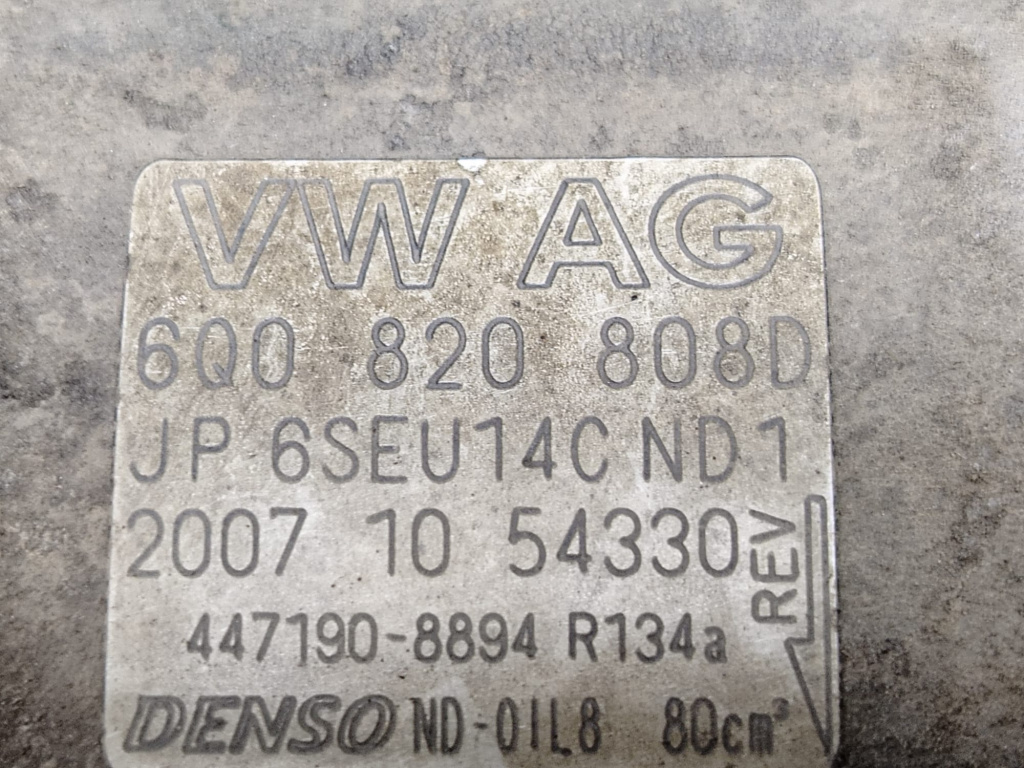 VW AG
6Q0 820 808D
JP 6SEU14C ND1
2007 10 54330
REV
447190-8894 R134a
DENSO ND-OIL8 80cm³